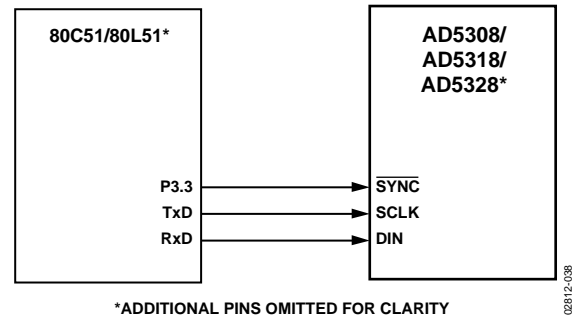 80C51/80L51*
AD5308/
AD5318/
AD5328*
P3.3
SYNC
TxD
SCLK
RxD
DIN
*ADDITIONAL PINS OMITTED FOR CLARITY
02812-038